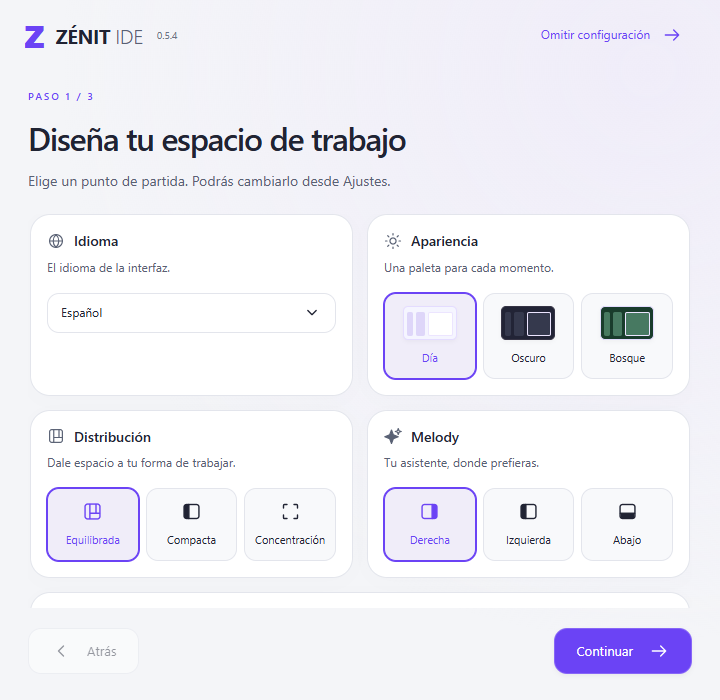 ZÉNIT IDE 0.5.4
Omitir configuración
PASO 1 / 3
Diseña tu espacio de trabajo
Elige un punto de partida. Podrás cambiarlo desde Ajustes.
Idioma
El idioma de la interfaz.
Español
Apariencia
Una paleta para cada momento.
Día
Oscuro
Bosque
Distribución
Dale espacio a tu forma de trabajar.
Equilibrada
Compacta
Concentración
Melody
Tu asistente, donde prefieras.
Derecha
Izquierda
Abajo
Atrás
Continuar